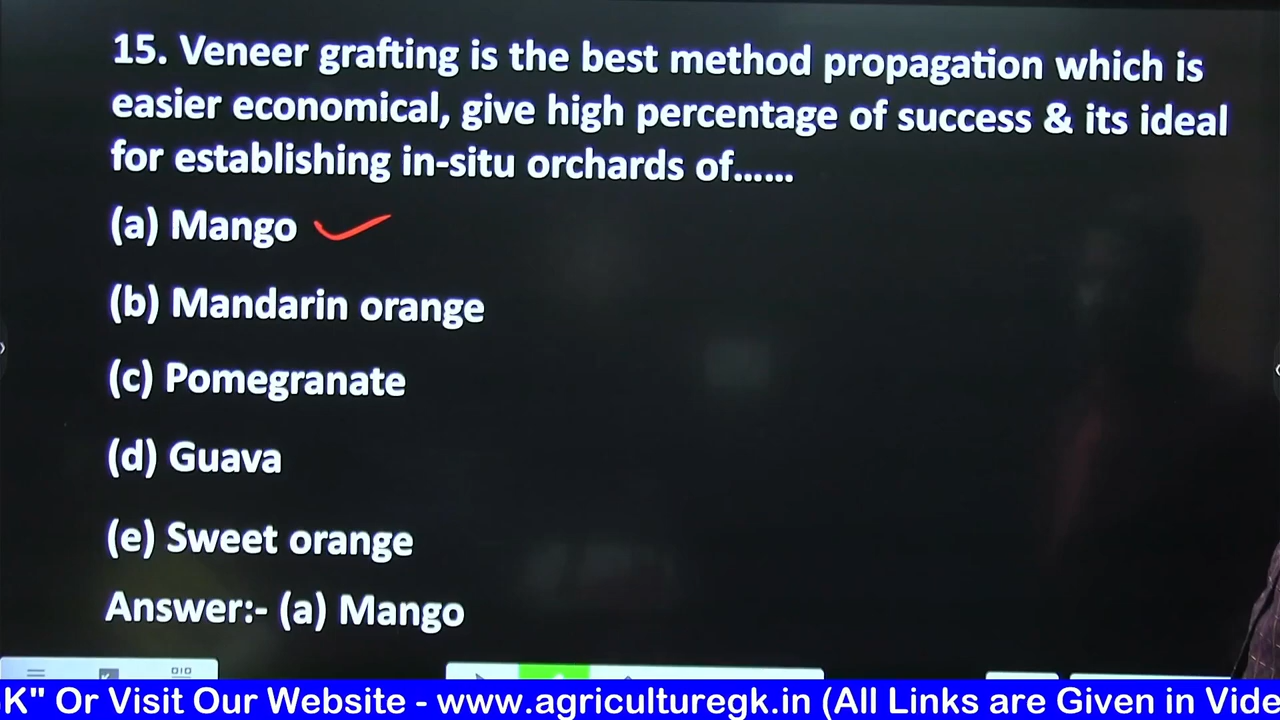 15. Veneer grafting is the best method propagation which is
easier economical, give high percentage of success & its ideal
for establishing in-situ orchards of......
(a) Mango
(b) Mandarin orange
(c) Pomegranate
(d) Guava
(e) Sweet orange
Answer:- (a) Mango
K" Or Visit Our Website - www.agriculturegk.in (All Links are Given in Vide